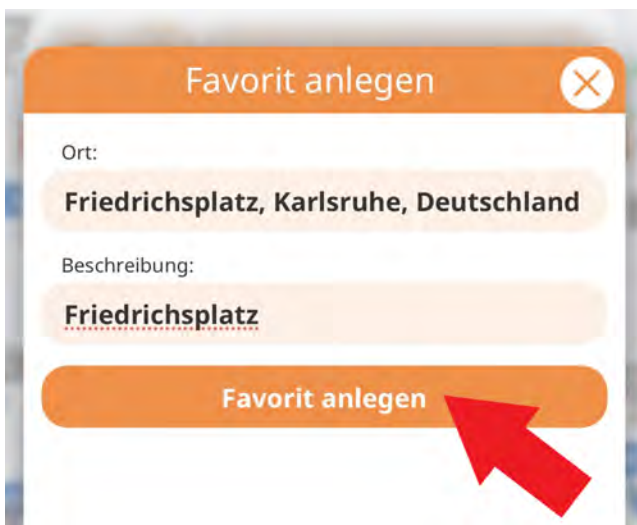 Favorit anlegen
Ort:
Friedrichsplatz, Karlsruhe, Deutschland
Beschreibung:
Friedrichsplatz
Favorit anlegen